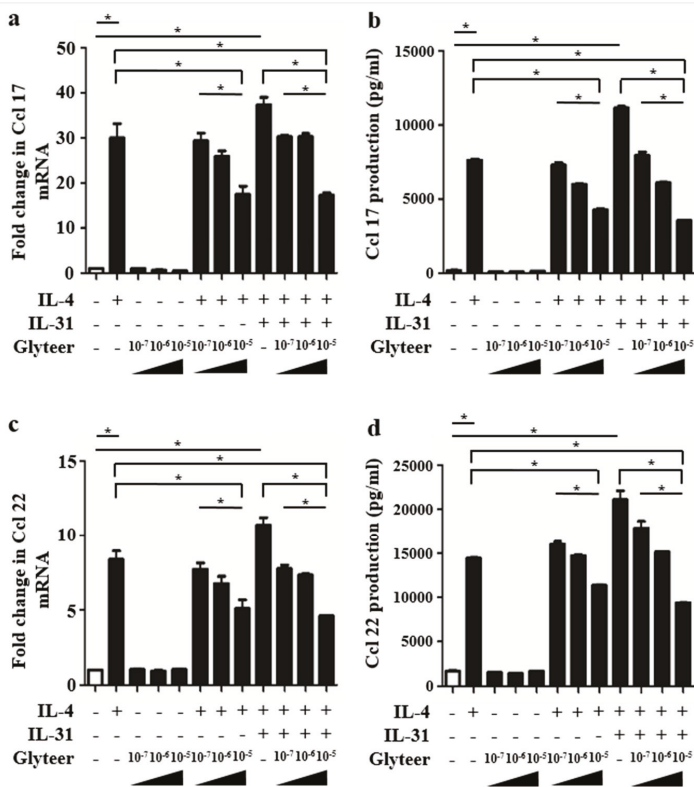 a
*
*
*
*
*
*
50
40
30
20
10
0
Fold change in Ccl 17
mRNA
IL-4 - + - - - + + + + + + +
IL-31 - - - - - - - - + + + +
Glyteer - - 10-7 10-6 10-5 10-7 10-6 10-5 - 10-7 10-6 10-5
b
*
*
*
*
*
*
15000
10000
5000
0
Ccl 17 production (pg/ml)
IL-4 - + - - - + + + + + + +
IL-31 - - - - - - - - + + + +
Glyteer - - 10-7 10-6 10-5 10-7 10-6 10-5 - 10-7 10-6 10-5
c
*
*
*
*
*
*
15
10
5
0
Fold change in Ccl 22
mRNA
IL-4 - + - - - + + + + + + +
IL-31 - - - - - - - - + + + +
Glyteer - - 10-7 10-6 10-5 10-7 10-6 10-5 - 10-7 10-6 10-5
d
*
*
*
*
*
*
25000
20000
15000
10000
5000
0
Ccl 22 production (pg/ml)
IL-4 - + - - - + + + + + + +
IL-31 - - - - - - - - + + + +
Glyteer - - 10-7 10-6 10-5 10-7 10-6 10-5 - 10-7 10-6 10-5